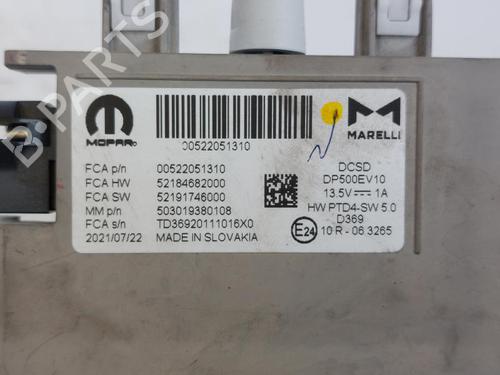 B-PARTS
MOPAR
00522051310
MARELLI
FCA p/n 00522051310
FCA HW 52184682000
FCA SW 52191746000
MM p/n 503019380108
FCA s/n TD36920111016X0
2021/07/22 MADE IN SLOVAKIA
DCSD
DP500EV10
13.5V⎓ 1A
HW PTD4-SW 5.0
D369
E24 10 R - 06.3265